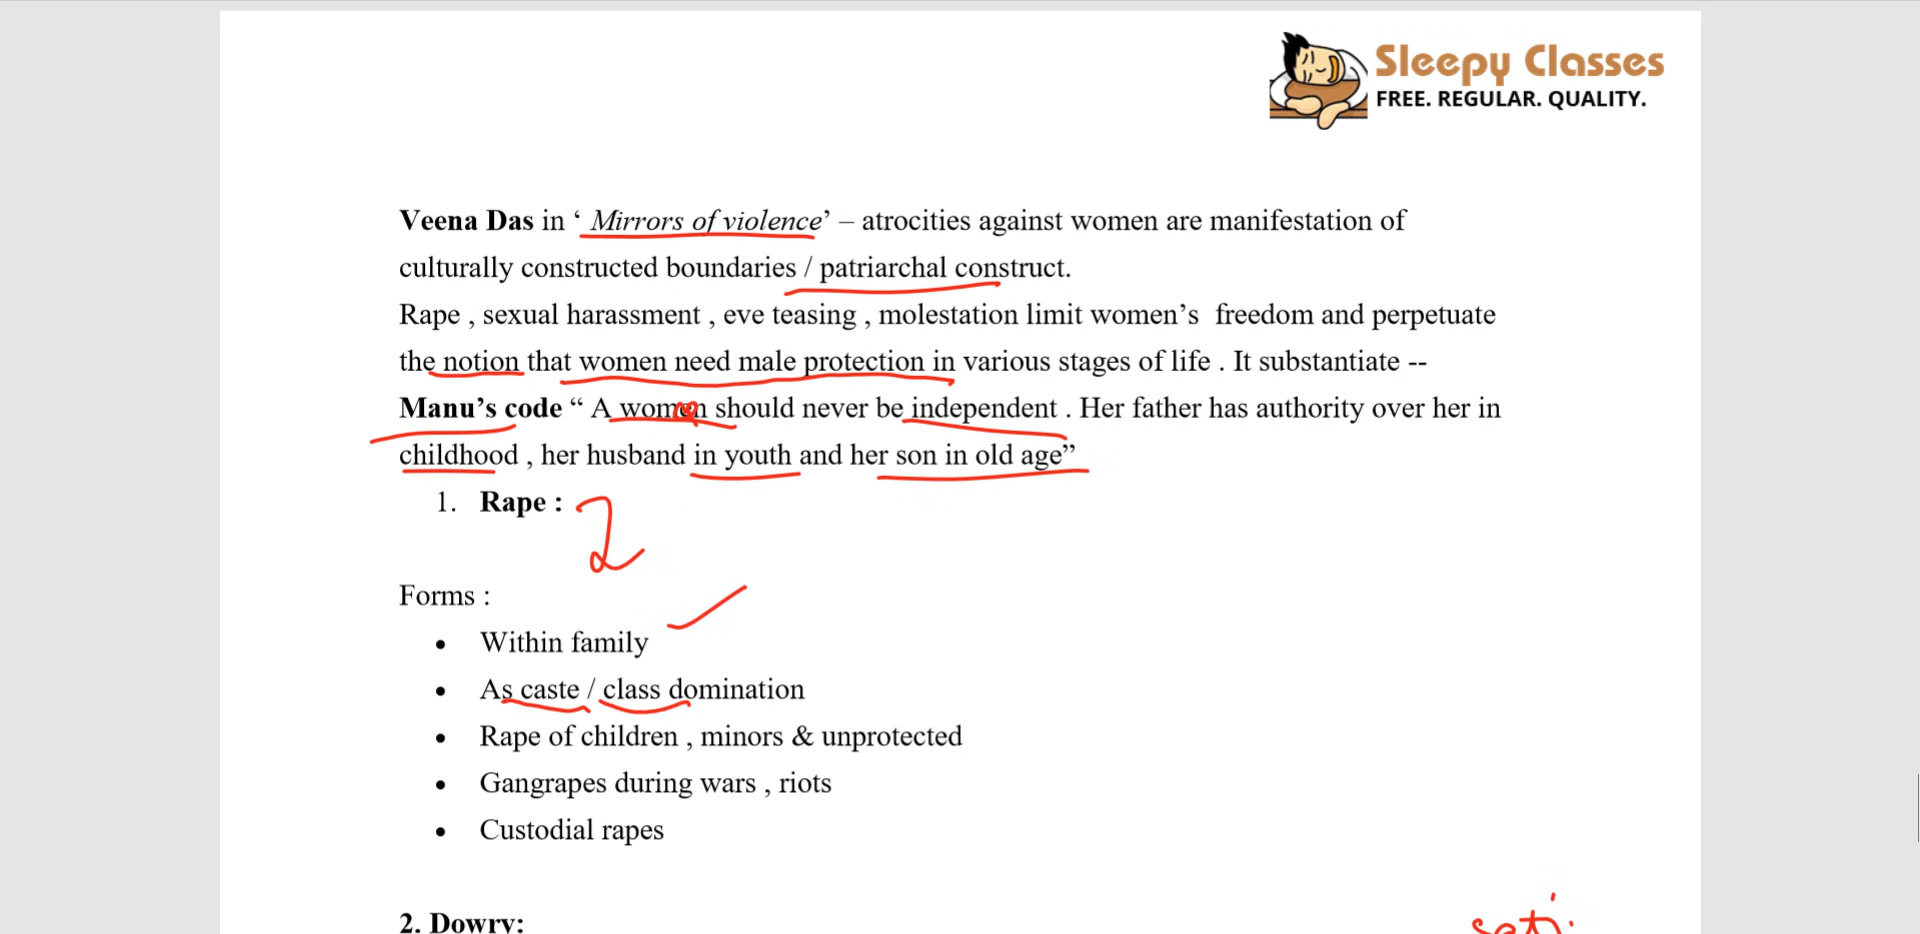 Sleepy Classes
FREE. REGULAR. QUALITY.
Veena Das in ‘ Mirrors of violence’ – atrocities against women are manifestation of
culturally constructed boundaries / patriarchal construct.
Rape , sexual harassment , eve teasing , molestation limit women’s  freedom and perpetuate
the notion that women need male protection in various stages of life . It substantiate --
Manu’s code “ A women should never be independent . Her father has authority over her in
childhood , her husband in youth and her son in old age”
1. Rape :
2
Forms :
• Within family
• As caste / class domination
• Rape of children , minors & unprotected
• Gangrapes during wars , riots
• Custodial rapes
2. Dowry:
sati.